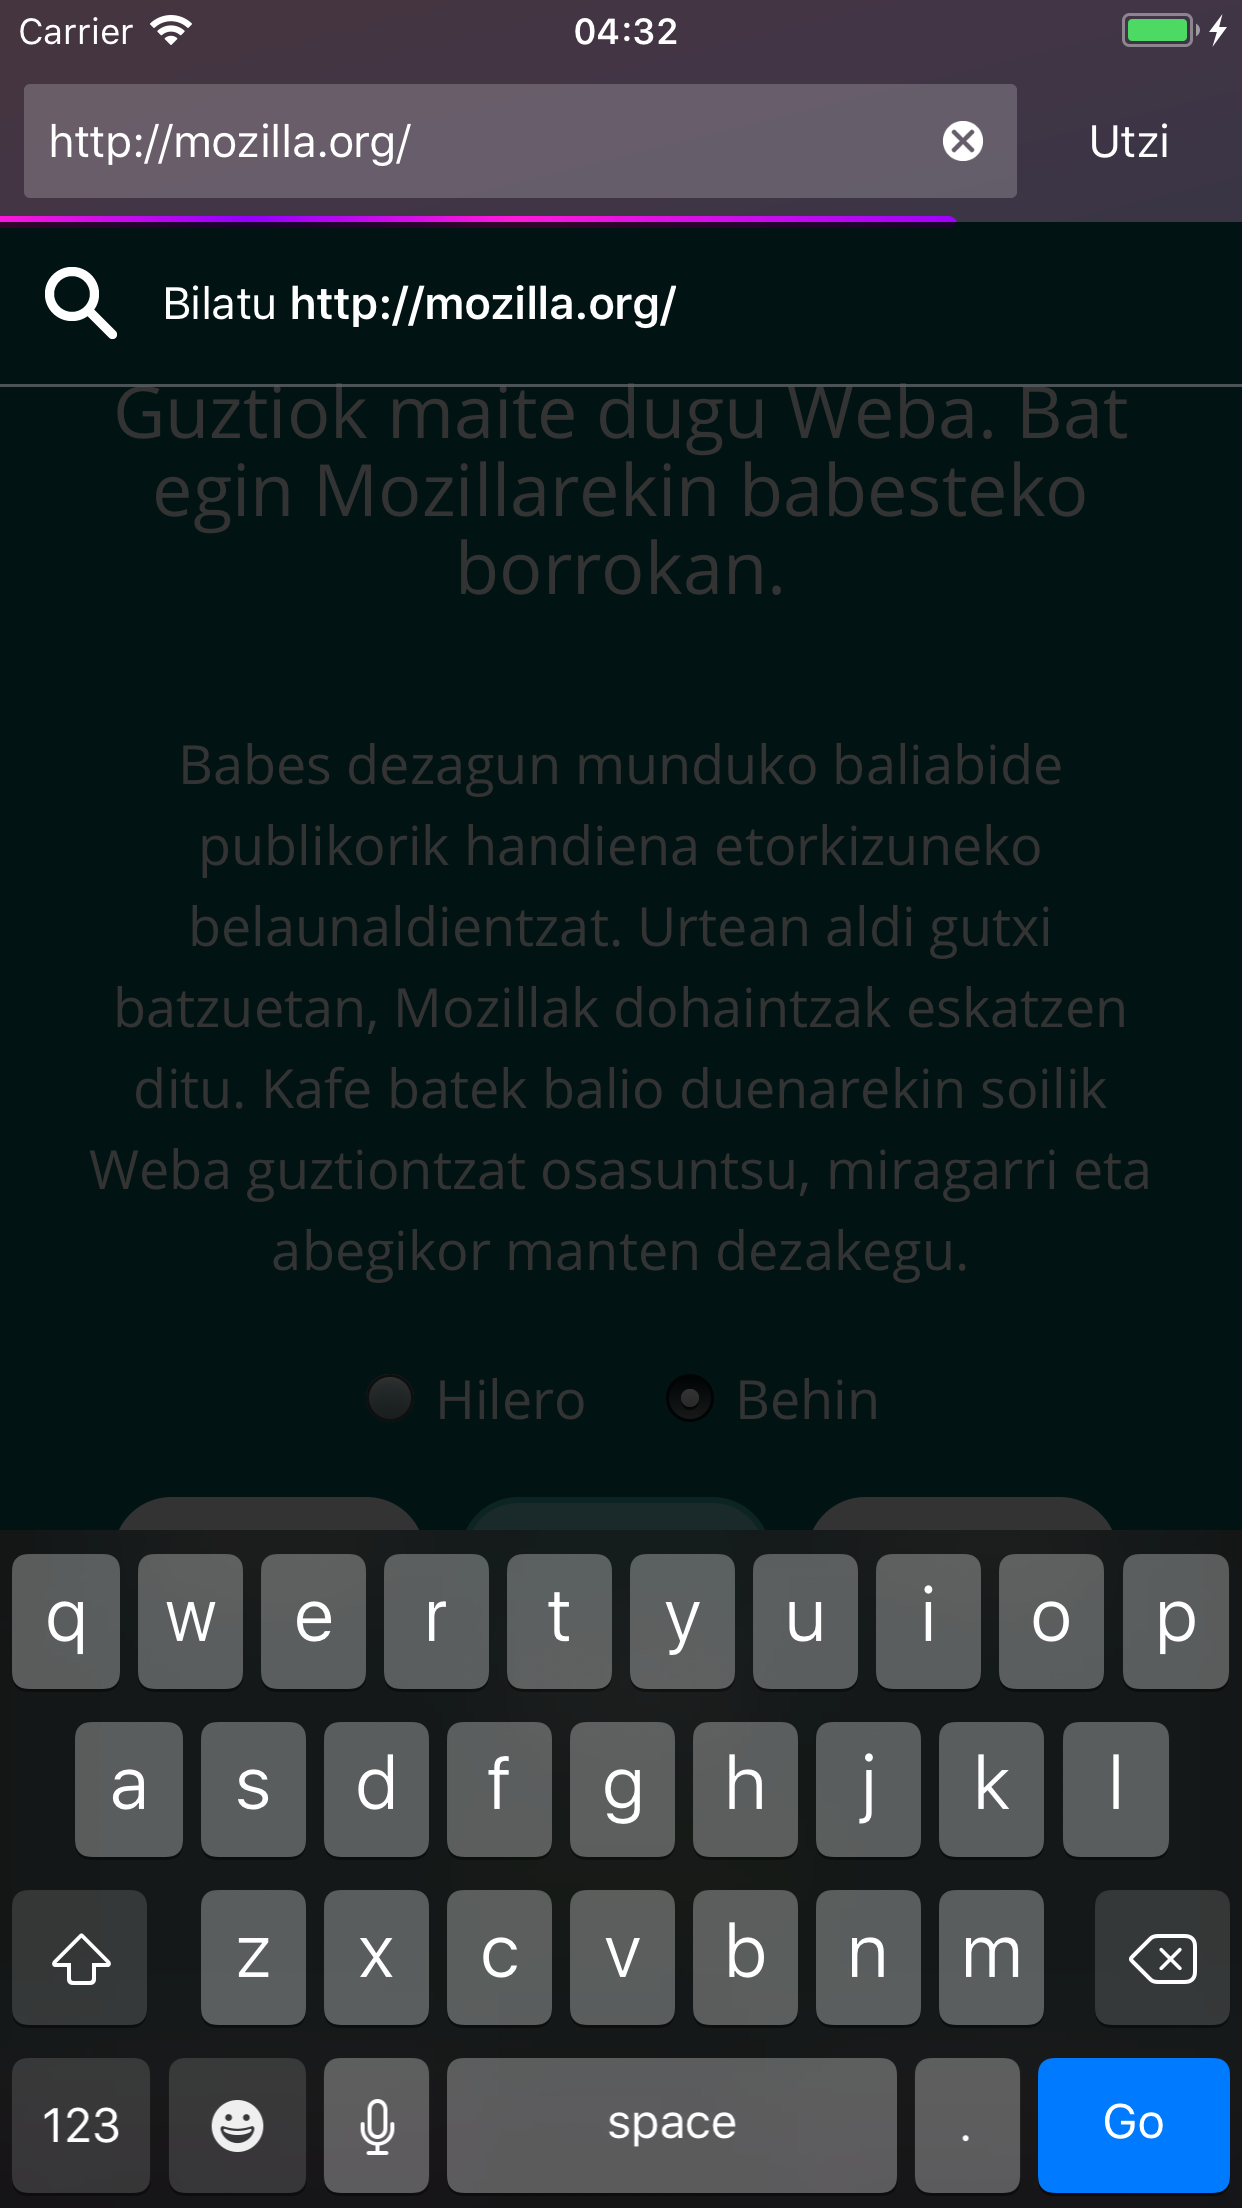 Carrier 04:32
http://mozilla.org/ Utzi
Bilatu http://mozilla.org/
Guztiok maite dugu Weba. Bat
egin Mozillarekin babesteko
borrokan.
Babes dezagun munduko baliabide
publikorik handiena etorkizuneko
belaunaldientzat. Urtean aldi gutxi
batzuetan, Mozillak dohaintzak eskatzen
ditu. Kafe batek balio duenarekin soilik
Weba guztiontzat osasuntsu, miragarri eta
abegikor manten dezakegu.
Hilero Behin
q w e r t y u i o p
a s d f g h j k l
z x c v b n m
123 space . Go